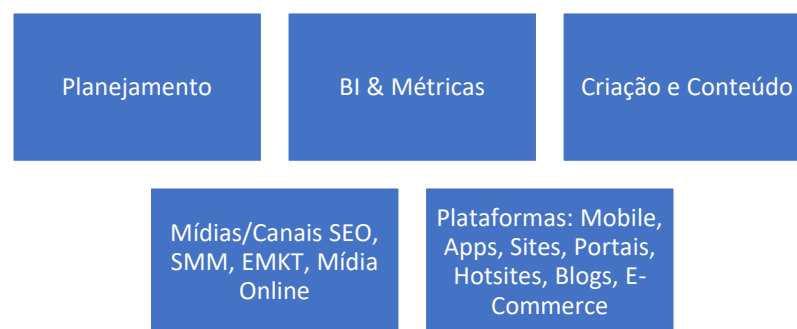 Planejamento
BI & Métricas
Criação e Conteúdo
Mídias/Canais SEO,
SMM, EMKT, Mídia
Online
Plataformas: Mobile,
Apps, Sites, Portais,
Hotsites, Blogs, E-
Commerce